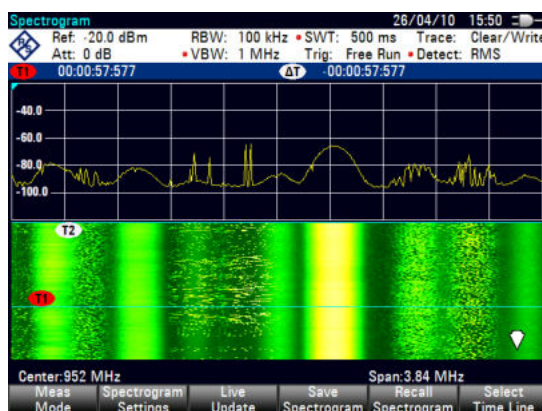 Spectrogram 26/04/10 15:50
Ref: -20.0 dBm RBW: 100 kHz SWT: 500 ms Trace: Clear/Write
Att: 0 dB VBW: 1 MHz Trig: Free Run Detect: RMS
T1 00:00:57:577 ΔT -00:00:57:577
-40.0
-60.0
-80.0
-100.0
T2
T1
Center:952 MHz Span:3.84 MHz
Meas Mode
Spectrogram Settings
Live Update
Save Spectrogram
Recall Spectrogram
Select Time Line